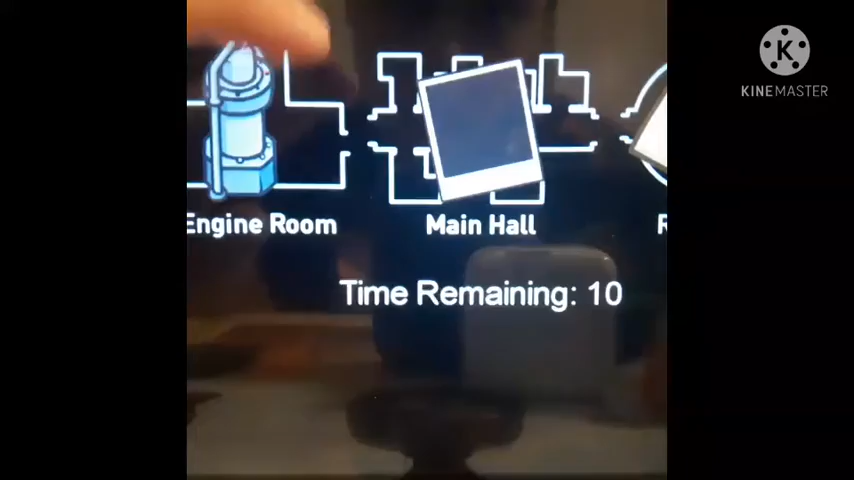 K
KINEMASTER
Engine Room
Main Hall
R
Time Remaining: 10